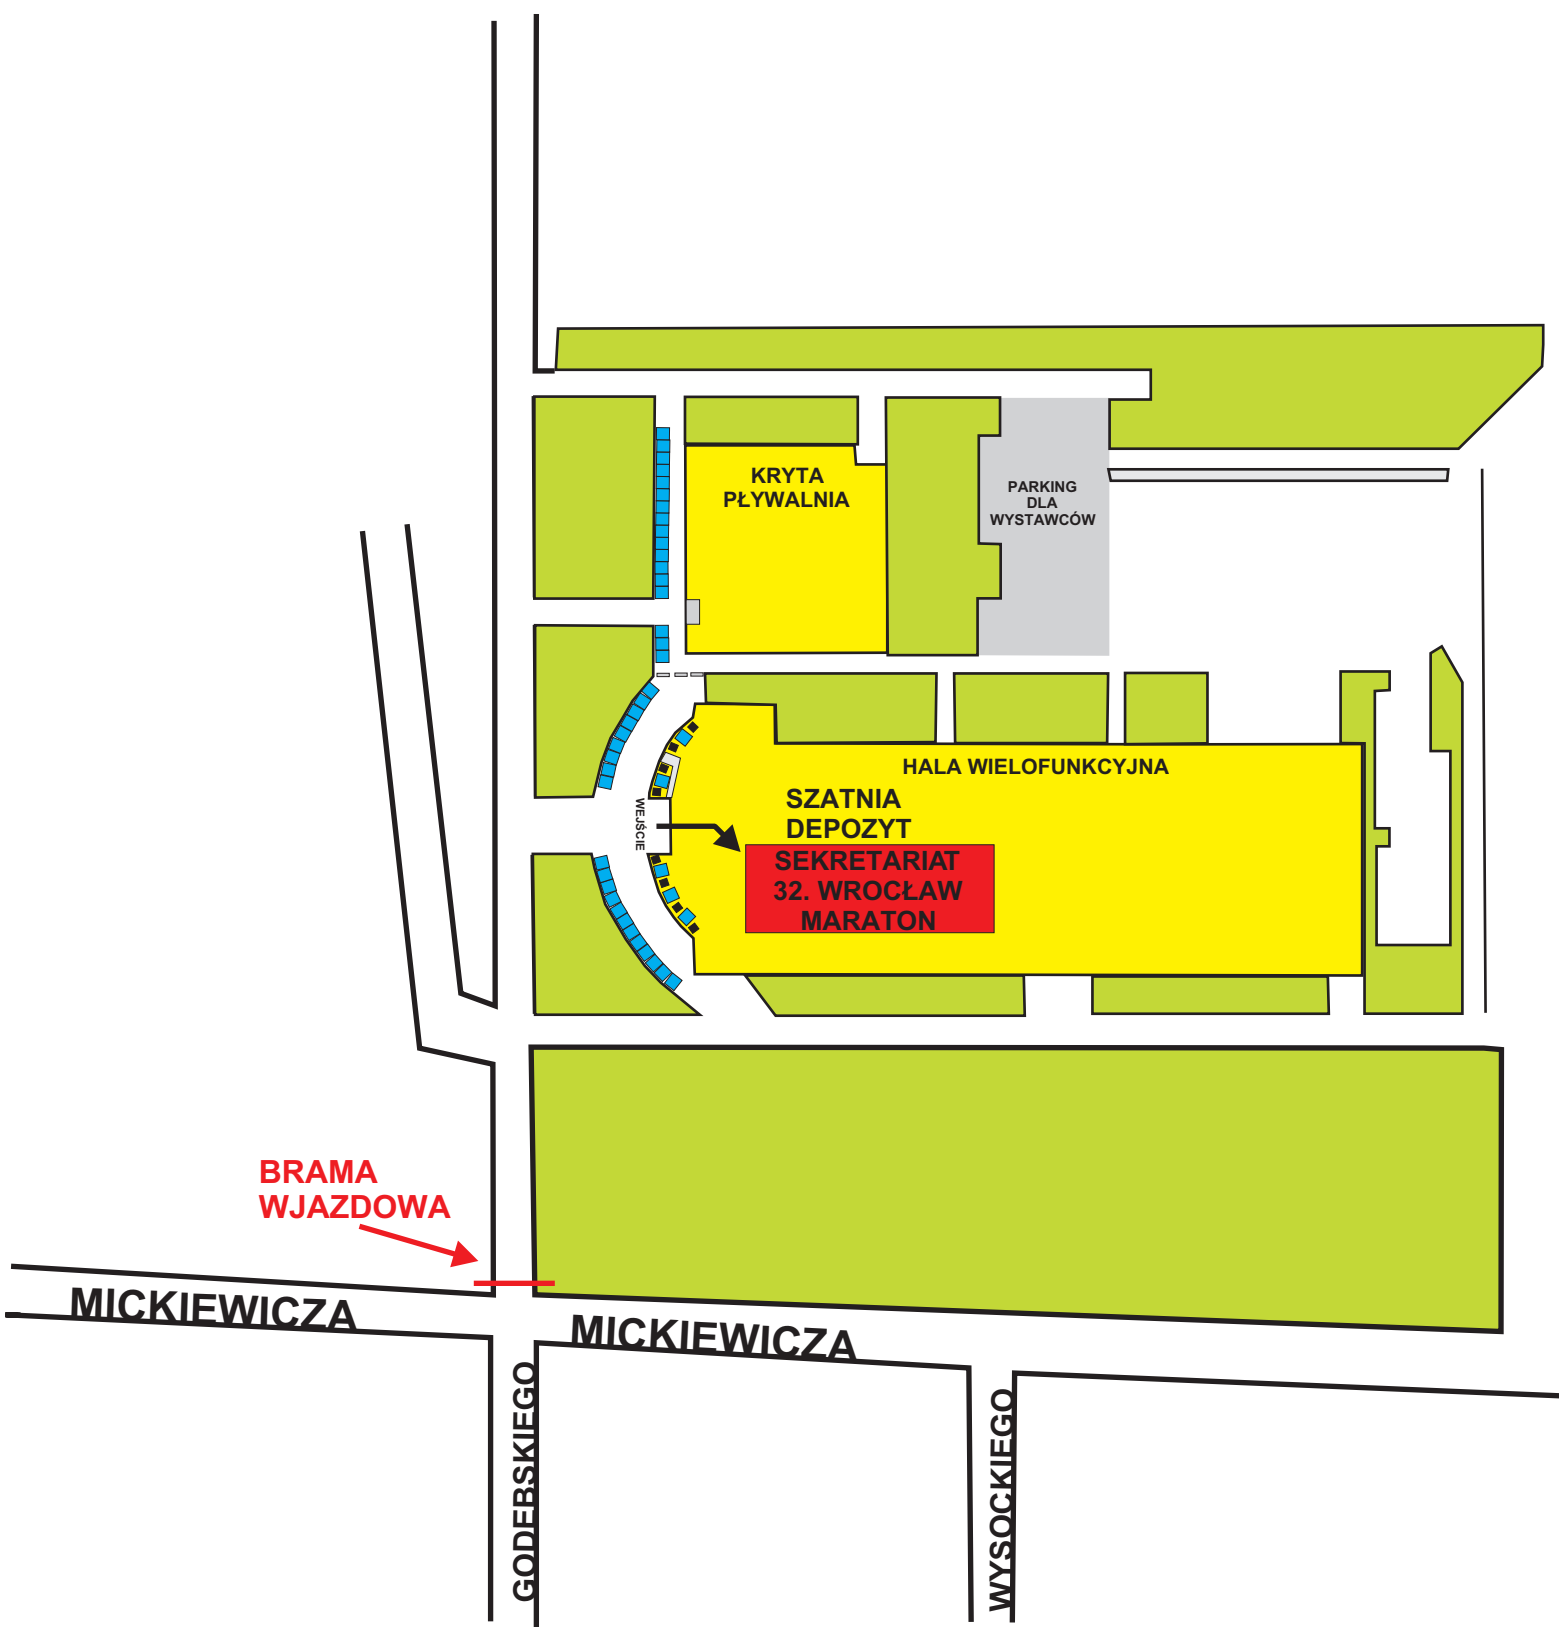 KRYTA
PŁYWALNIA
PARKING
DLA
WYSTAWCÓW
HALA WIELOFUNKCYJNA
SZATNIA
DEPOZYT
WEJŚCIE
SEKRETARIAT
32. WROCŁAW
MARATON
BRAMA
WJAZDOWA
MICKIEWICZA
MICKIEWICZA
GODEBSKIEGO
WYSOCKIEGO